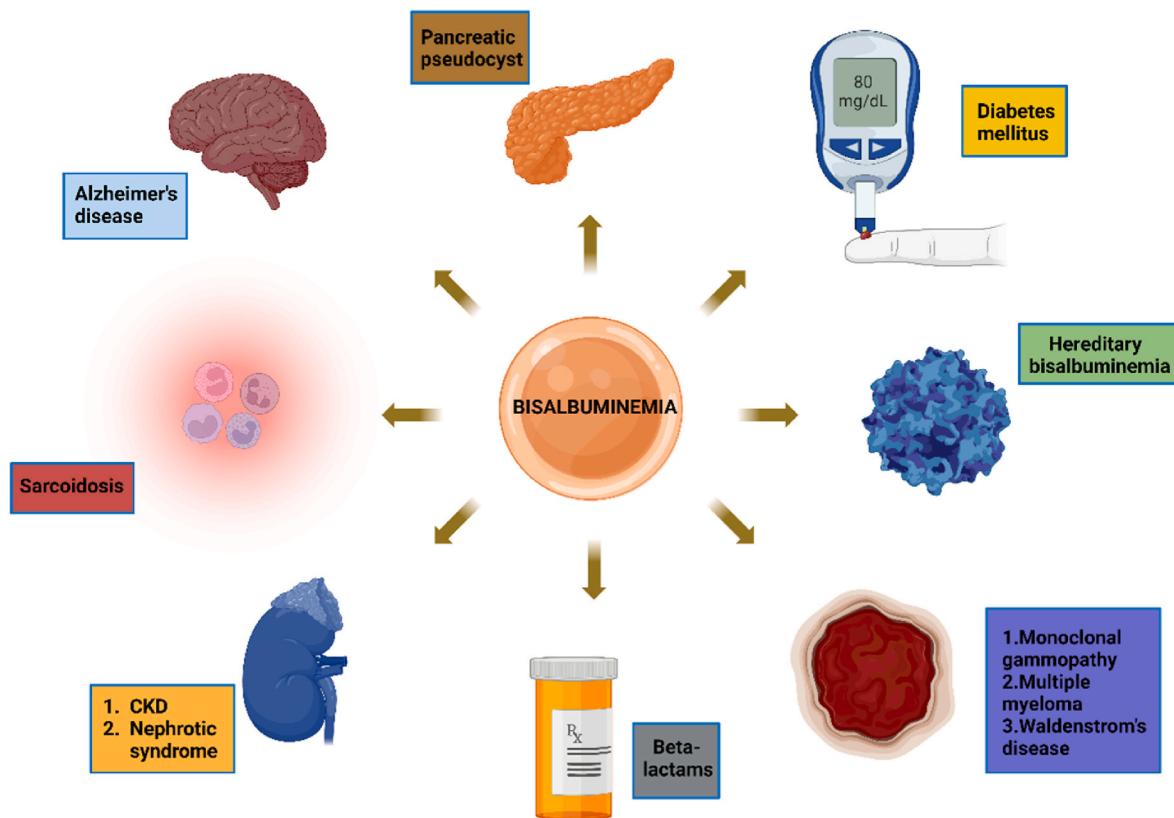 Pancreatic
pseudocyst
80
mg/dL
Diabetes
mellitus
Alzheimer's
disease
Hereditary
bisalbuminemia
BISALBUMINEMIA
Sarcoidosis
1. CKD
2. Nephrotic
syndrome
Rx
Beta-
lactams
1.Monoclonal
gammopathy
2.Multiple
myeloma
3.Waldenstrom's
disease